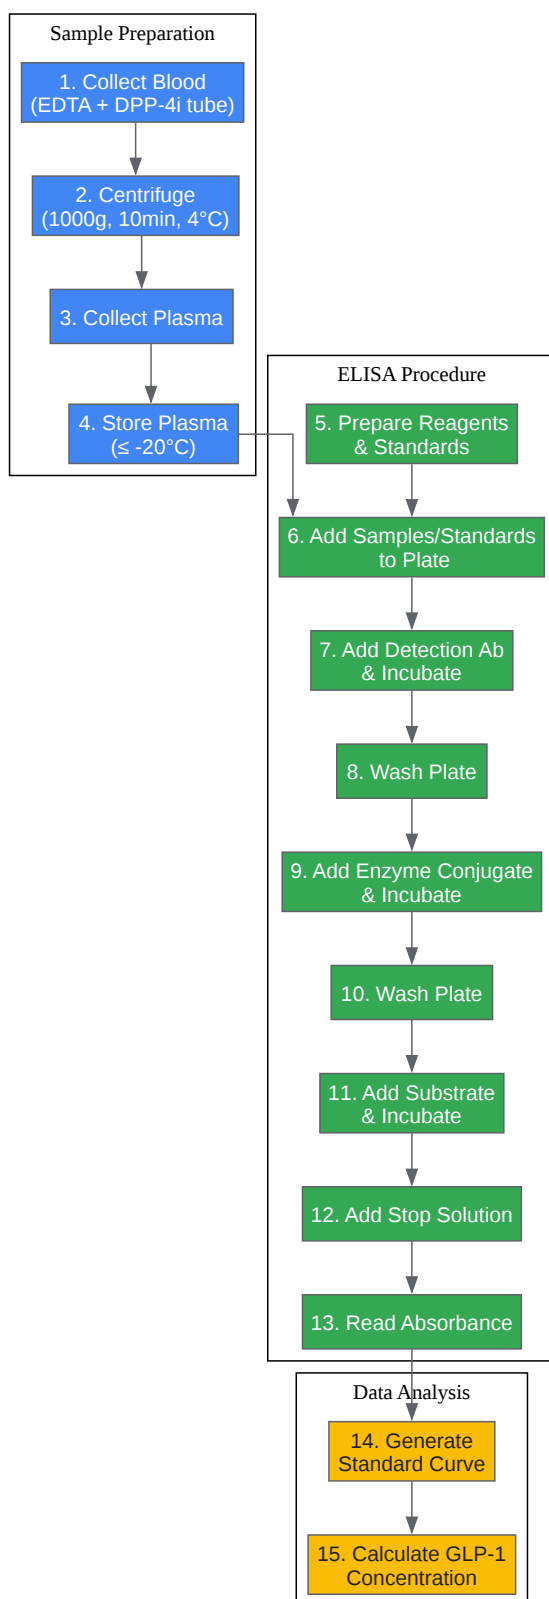 Sample Preparation
1. Collect Blood
(EDTA + DPP-4i tube)
2. Centrifuge
(1000g, 10min, 4°C)
3. Collect Plasma
4. Store Plasma
(≤ -20°C)
ELISA Procedure
5. Prepare Reagents
& Standards
6. Add Samples/Standards
to Plate
7. Add Detection Ab
& Incubate
8. Wash Plate
9. Add Enzyme Conjugate
& Incubate
10. Wash Plate
11. Add Substrate
& Incubate
12. Add Stop Solution
13. Read Absorbance
Data Analysis
14. Generate
Standard Curve
15. Calculate GLP-1
Concentration